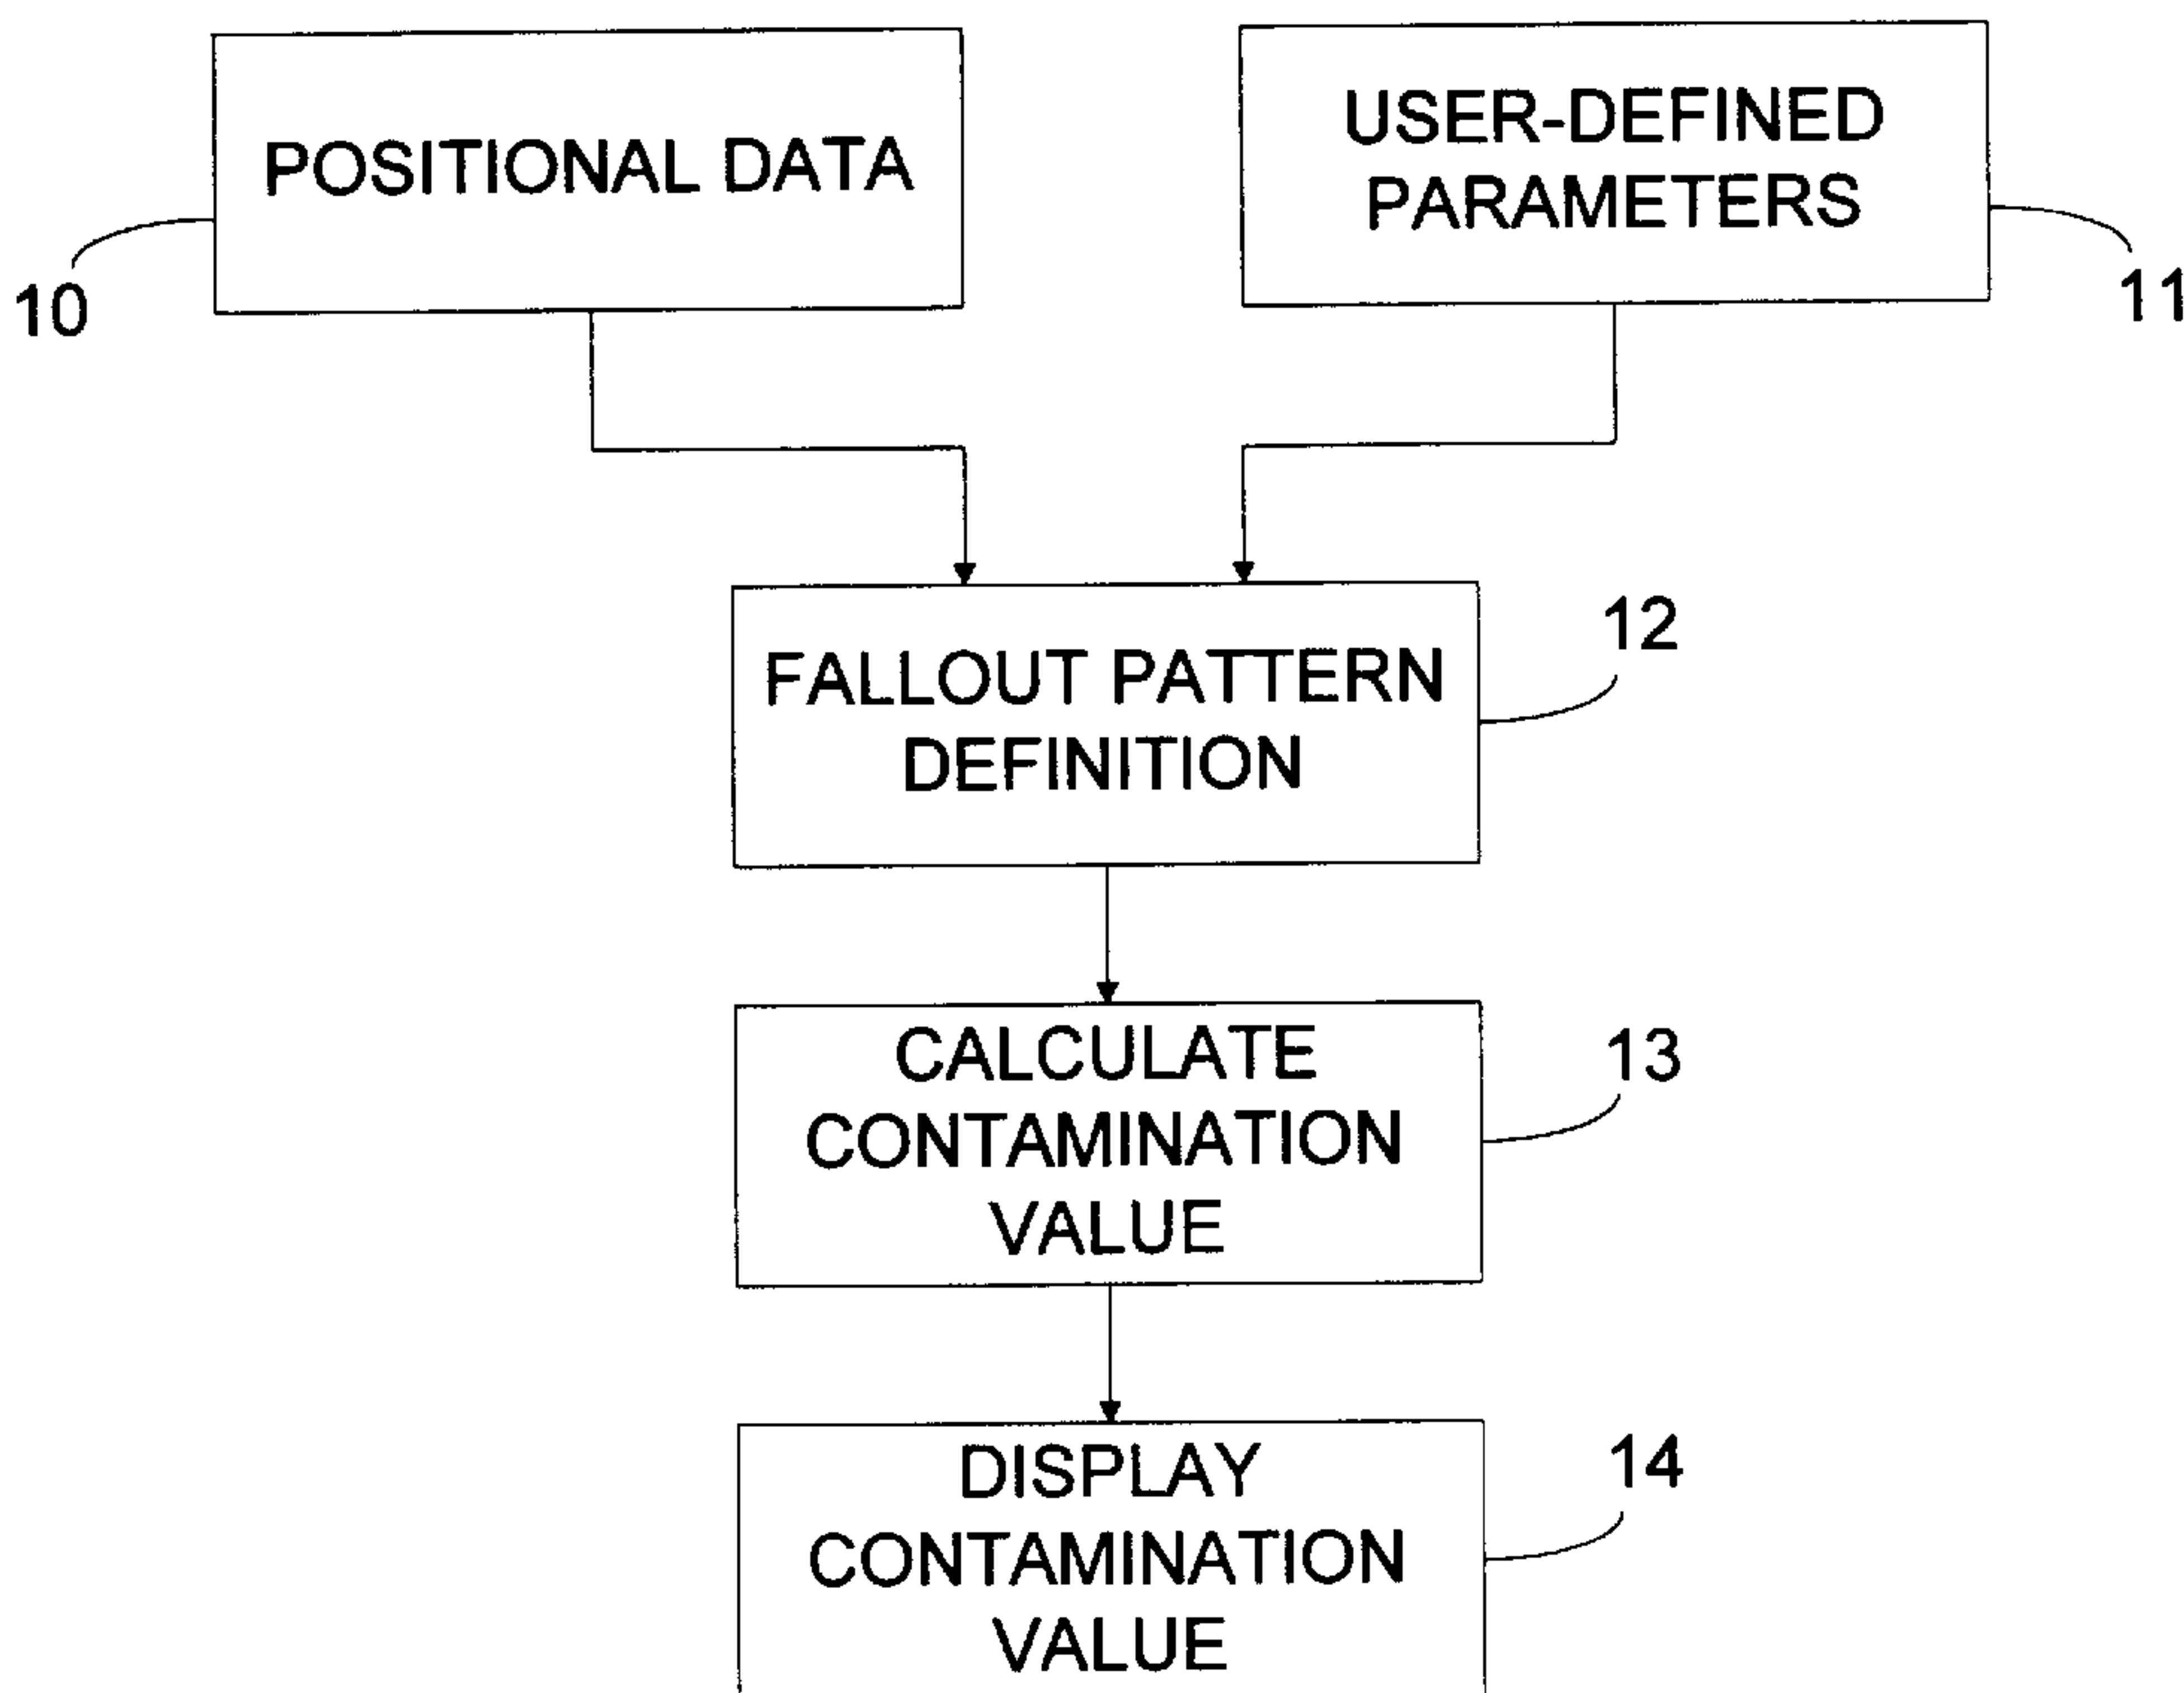 POSITIONAL DATA
USER-DEFINED
PARAMETERS
10
11
FALLOUT PATTERN
DEFINITION
12
CALCULATE
CONTAMINATION
VALUE
13
DISPLAY
CONTAMINATION
VALUE
14